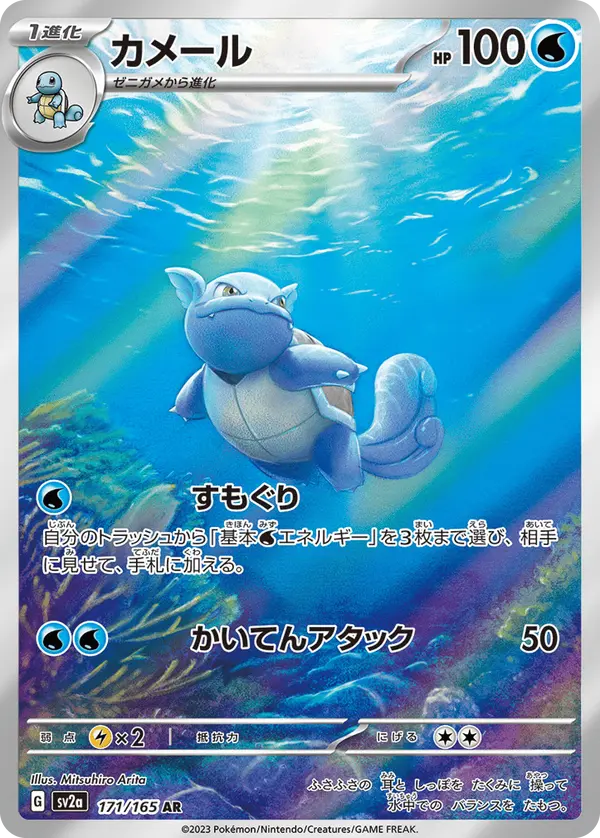 1進化
カメール
HP 100
ゼニガメから進化
すもぐり
自分のトラッシュから「基本エネルギー」を3枚まで選び、相手
に見せて、手札に加える。
かいてんアタック 50
弱点 ×2 抵抗力 にげる
Illus. Mitsuhiro Arita
G sv2a 171/165 AR
ふさふさの 耳と しっぽを たくみに 操って
水中での バランスを たもつ。
©2023 Pokémon/Nintendo/Creatures/GAME FREAK.